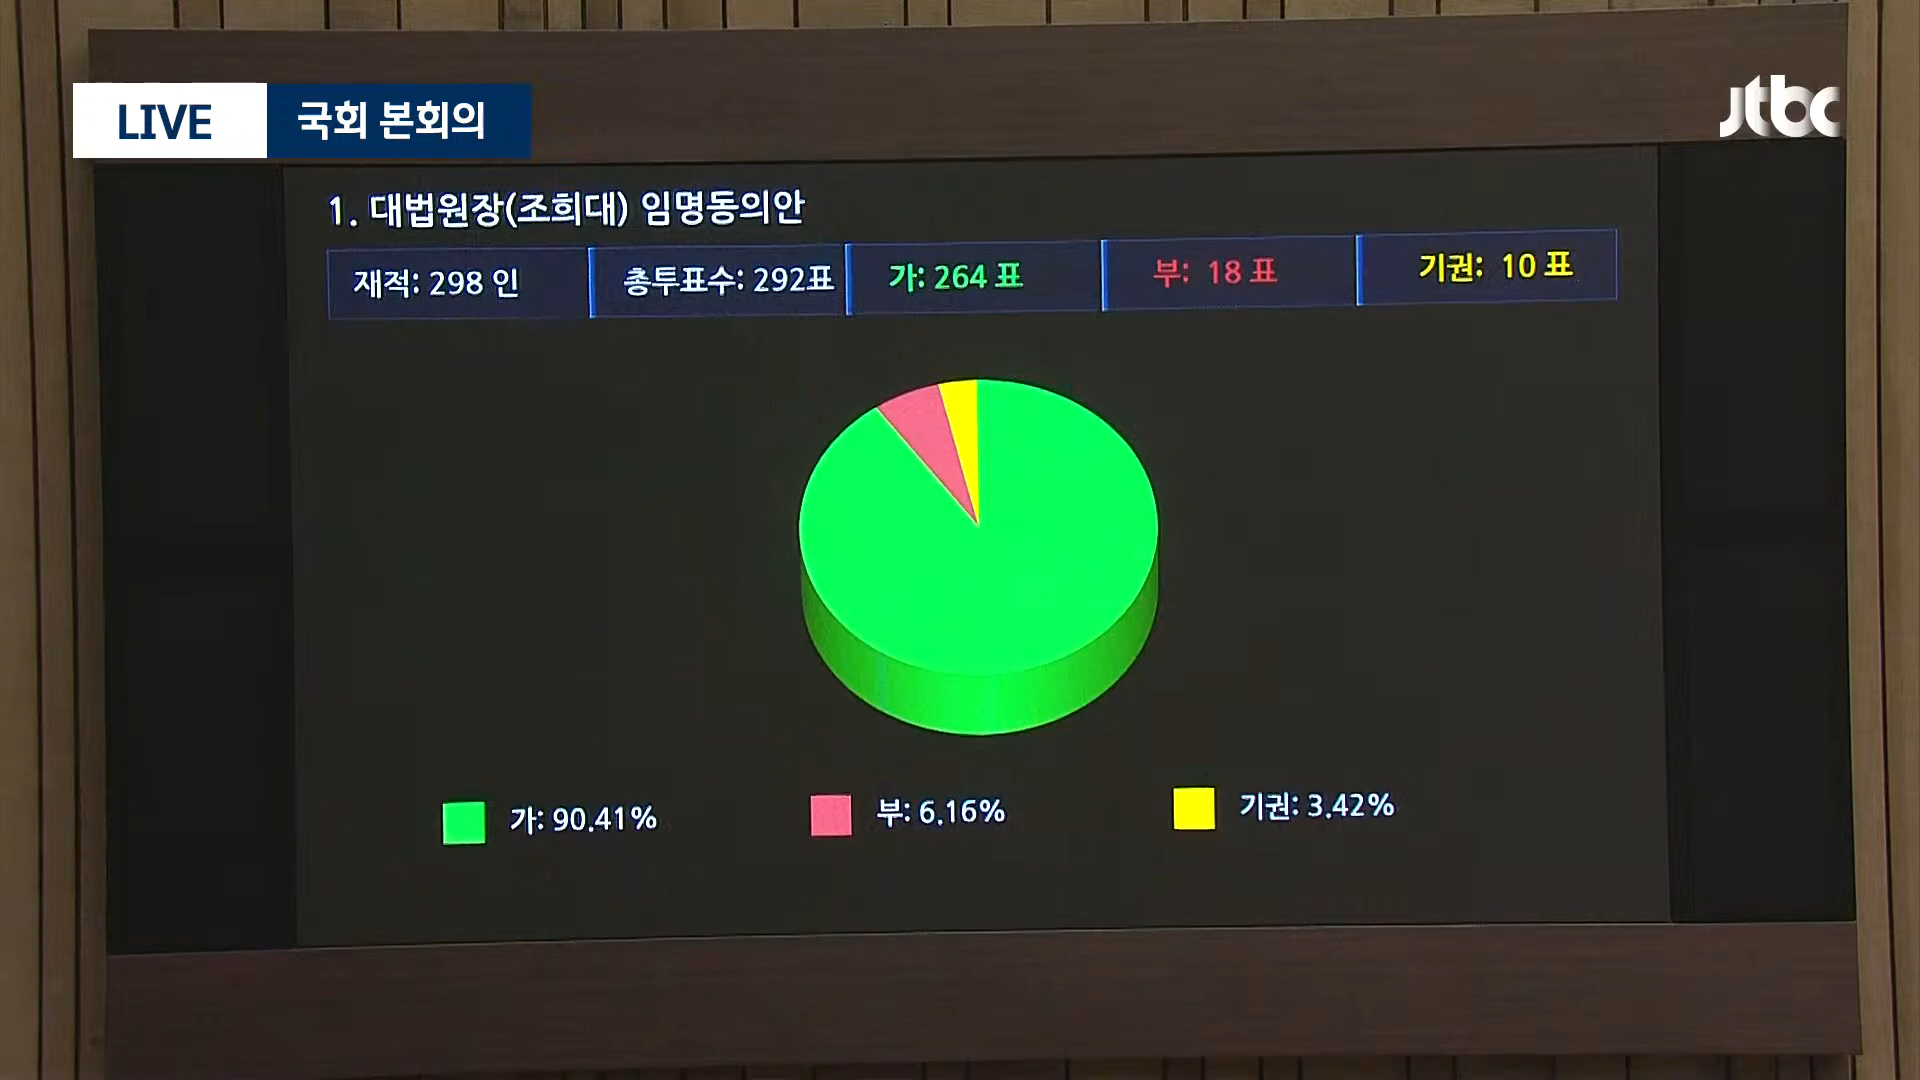 LIVE 국회 본회의
jtbc
1. 대법원장(조희대) 임명동의안
재적: 298 인 총투표수: 292표 가: 264 표 부: 18 표 기권: 10 표
가: 90.41% 부: 6.16% 기권: 3.42%